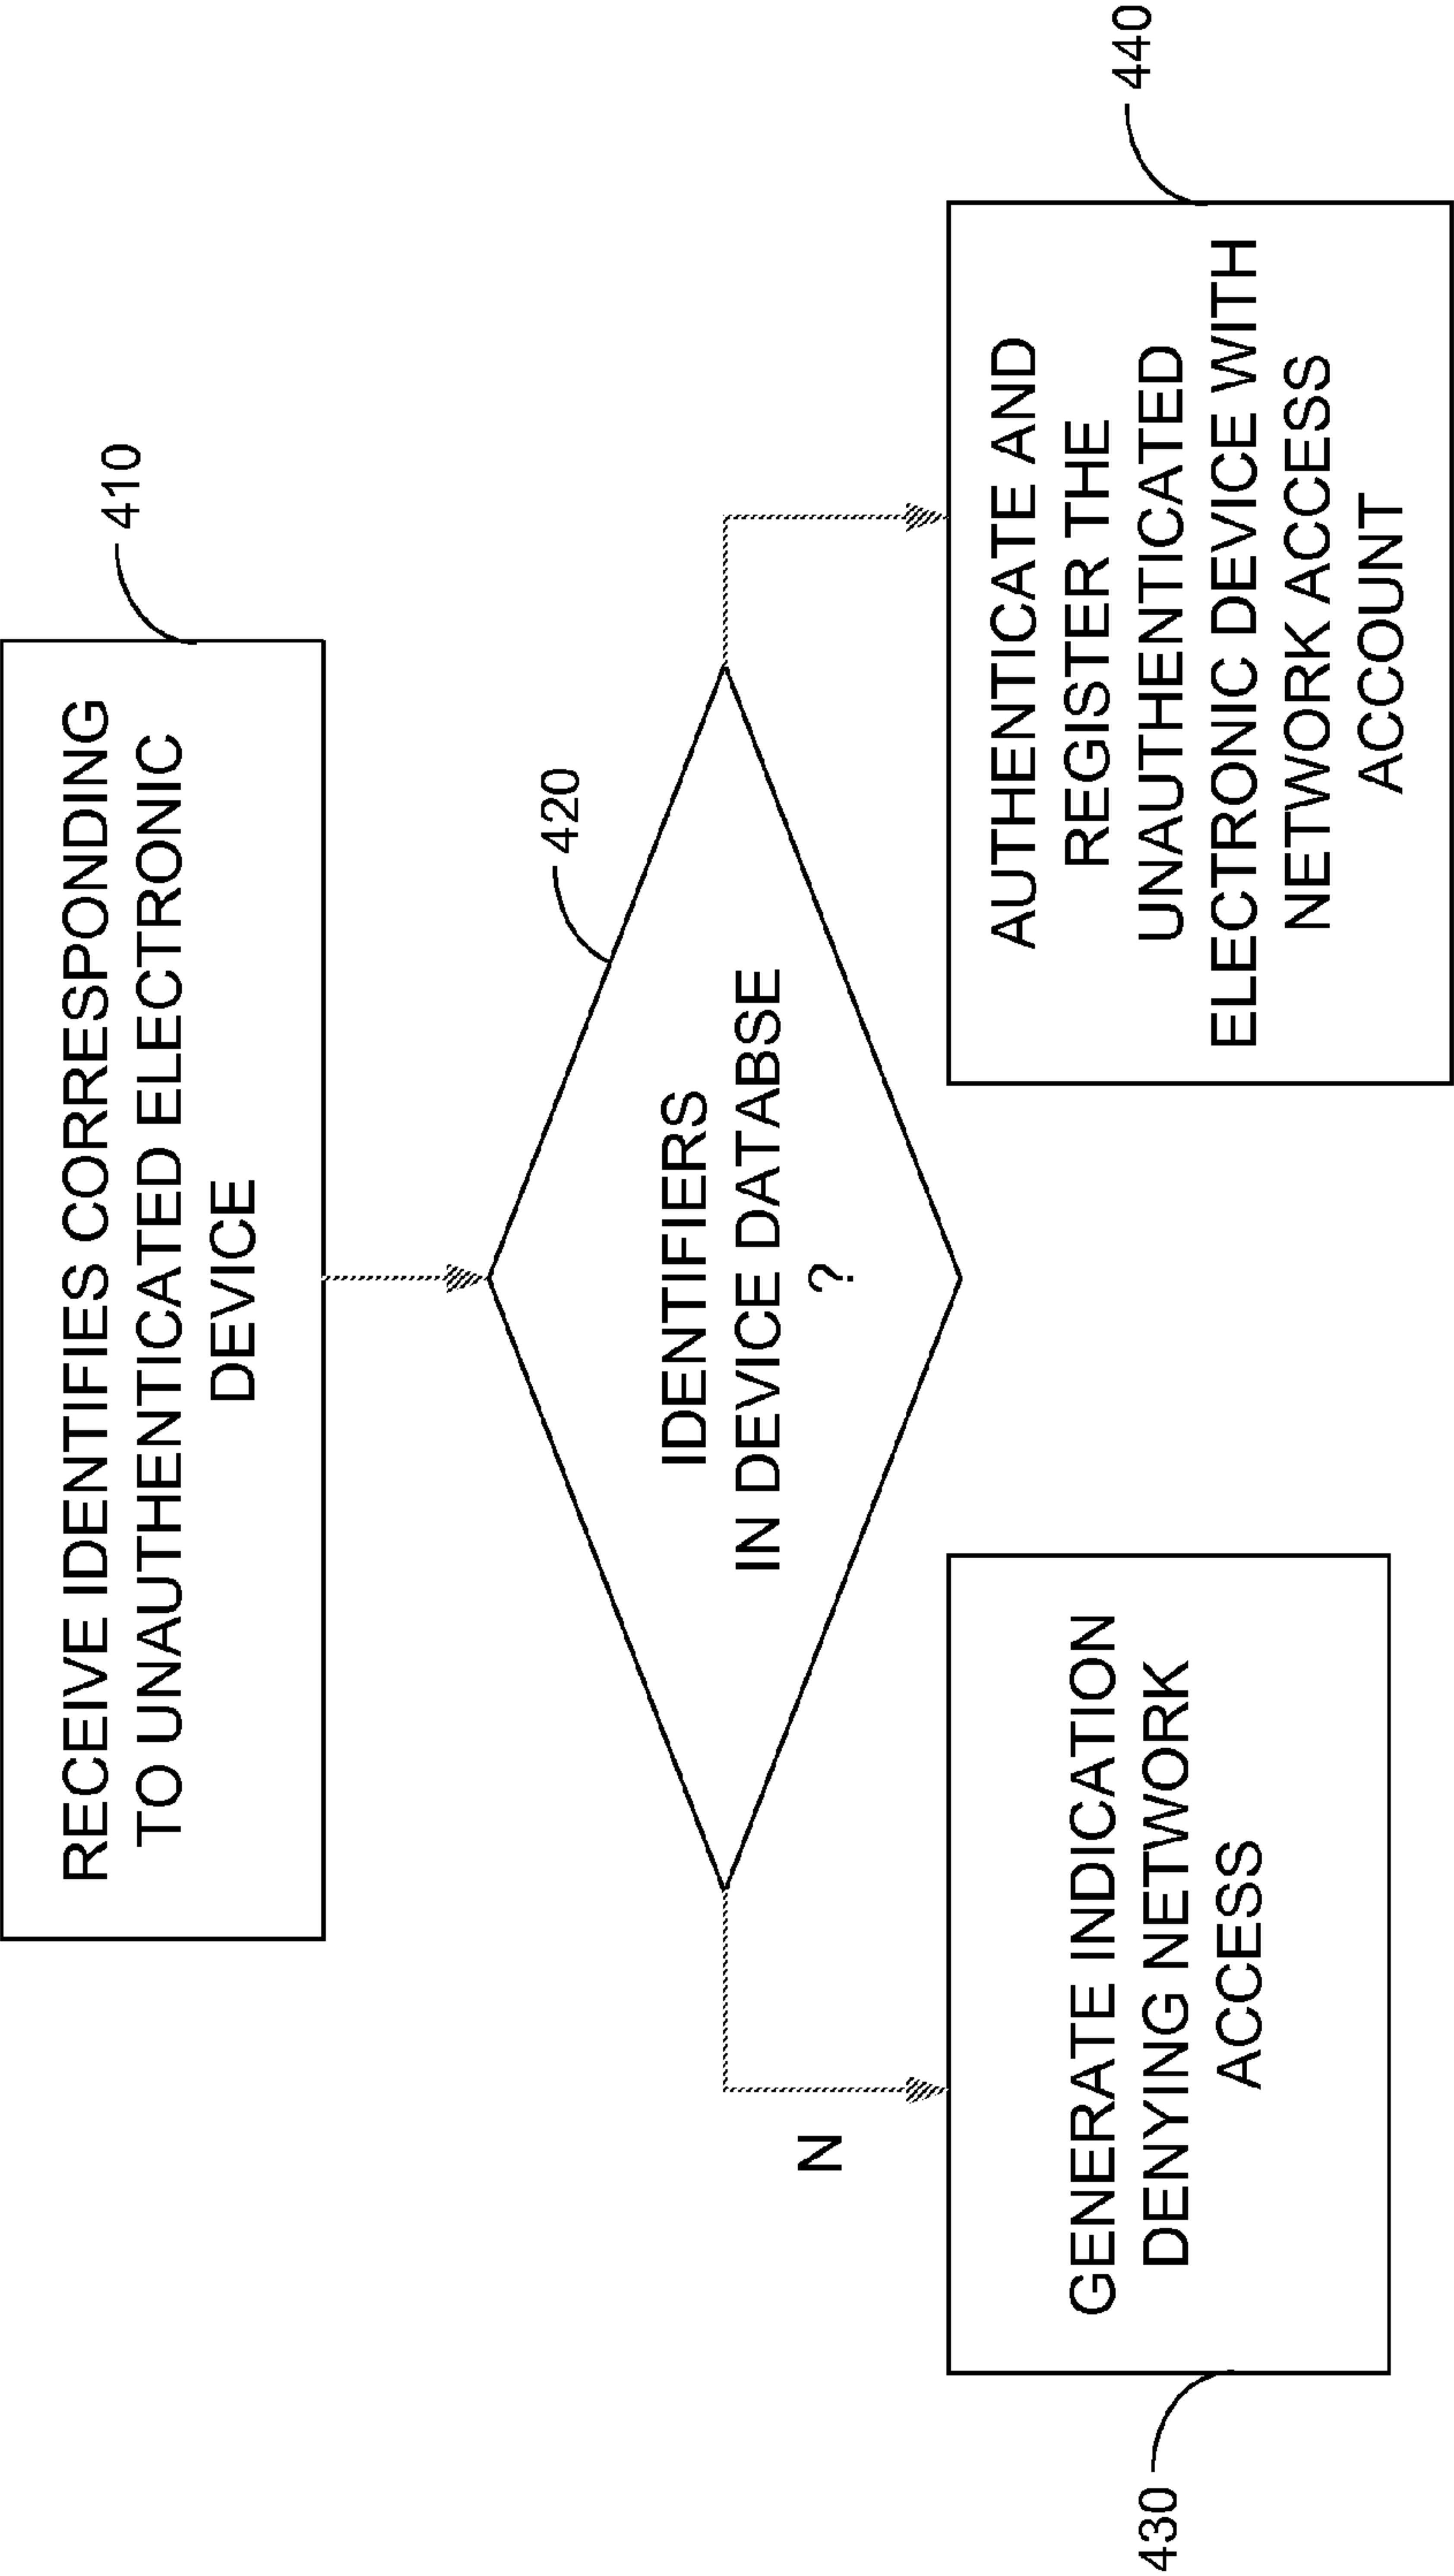 RECEIVE IDENTIFIES CORRESPONDING
TO UNAUTHENTICATED ELECTRONIC
DEVICE
410
420
IDENTIFIERS
IN DEVICE DATABSE
?
N
GENERATE INDICATION
DENYING NETWORK
ACCESS
430
AUTHENTICATE AND
REGISTER THE
UNAUTHENTICATED
ELECTRONIC DEVICE WITH
NETWORK ACCESS
ACCOUNT
440